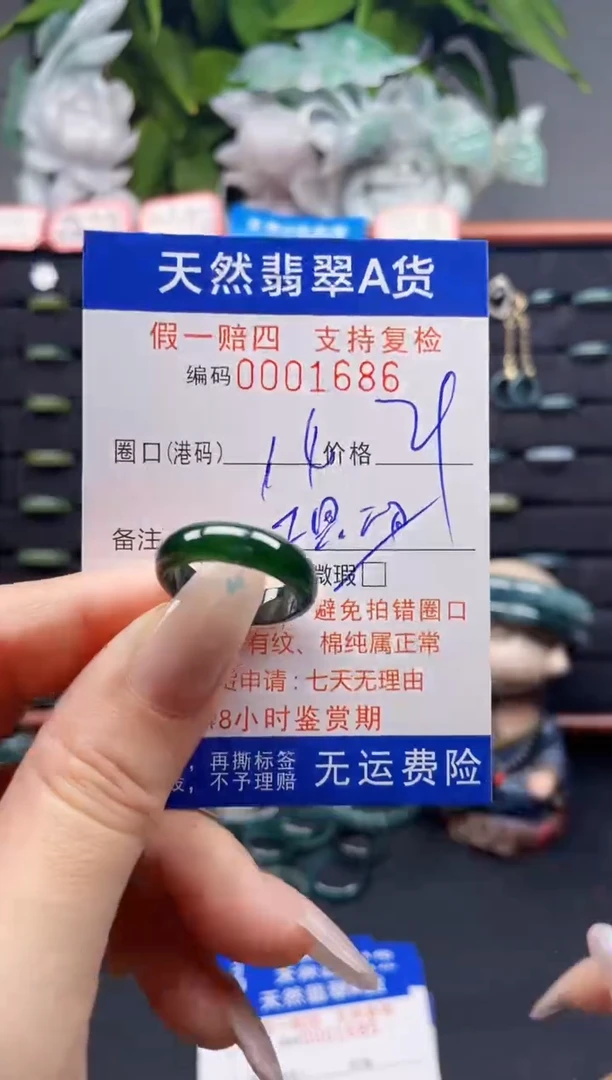 天然翡翠A货
假一赔四 支持复检
编码0001686
圈口(港码) 14 价格
备注
微瑕
避免拍错圈口
有纹、棉纯属正常
申请:七天无理由
8小时鉴赏期
再撕标签
不予理赔
无运费险
天然翡翠